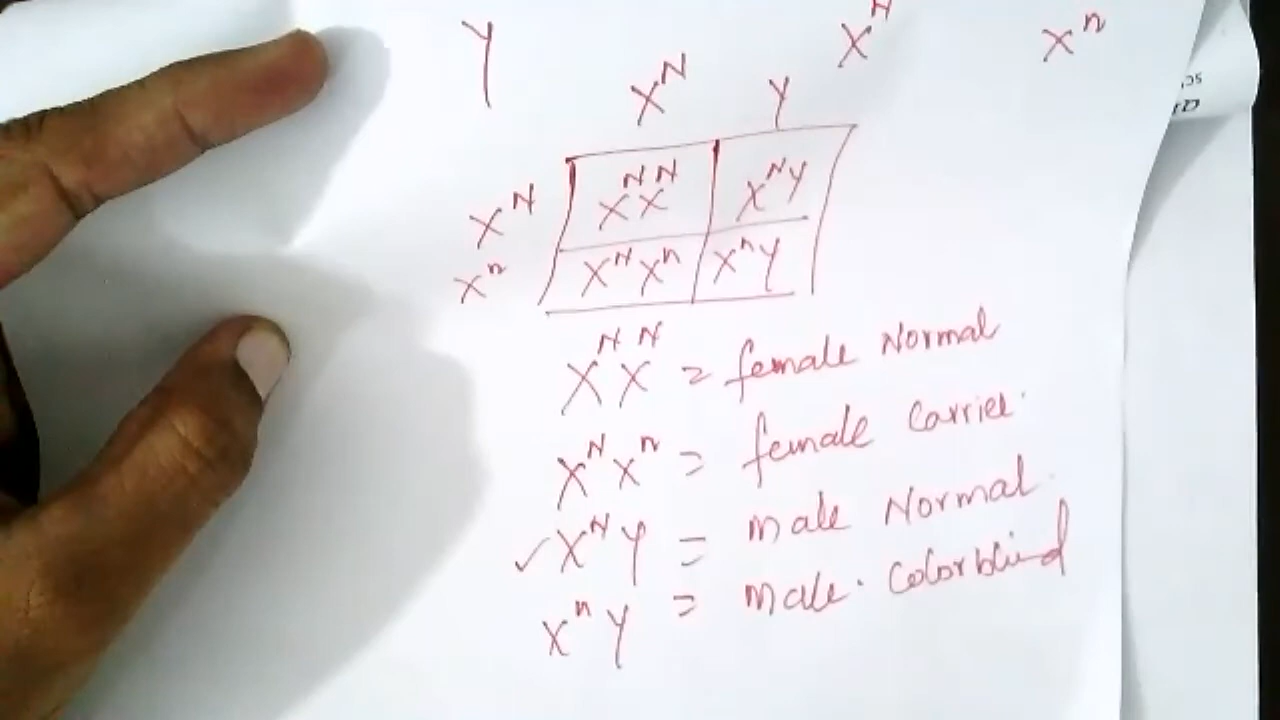 Y X^N X^n
X^N Y
X^N X^N X^N Y
X^n X^N X^n X^n Y
X^N X^N = female Normal
X^N X^n = female Carrier.
✓X^N Y = male Normal.
X^n Y = male. Colorblind